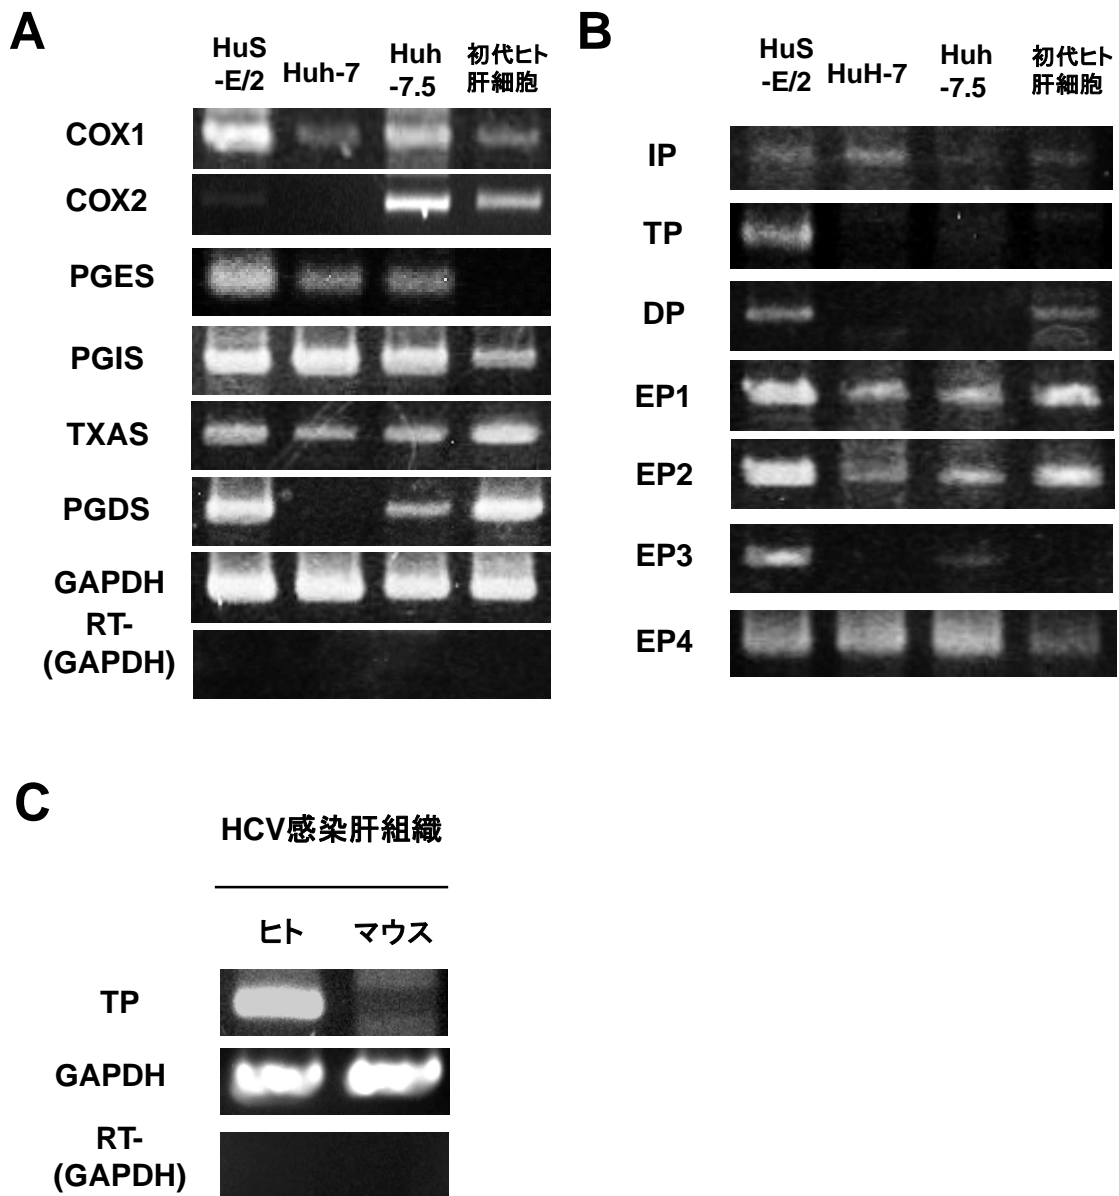 A
HuS
-E/2
Huh-7
Huh
-7.5
初代ヒト
肝細胞
COX1
COX2
PGES
PGIS
TXAS
PGDS
GAPDH
RT-
(GAPDH)
B
HuS
-E/2
HuH-7
Huh
-7.5
初代ヒト
肝細胞
IP
TP
DP
EP1
EP2
EP3
EP4
C
HCV感染肝組織
ヒト
マウス
TP
GAPDH
RT-
(GAPDH)